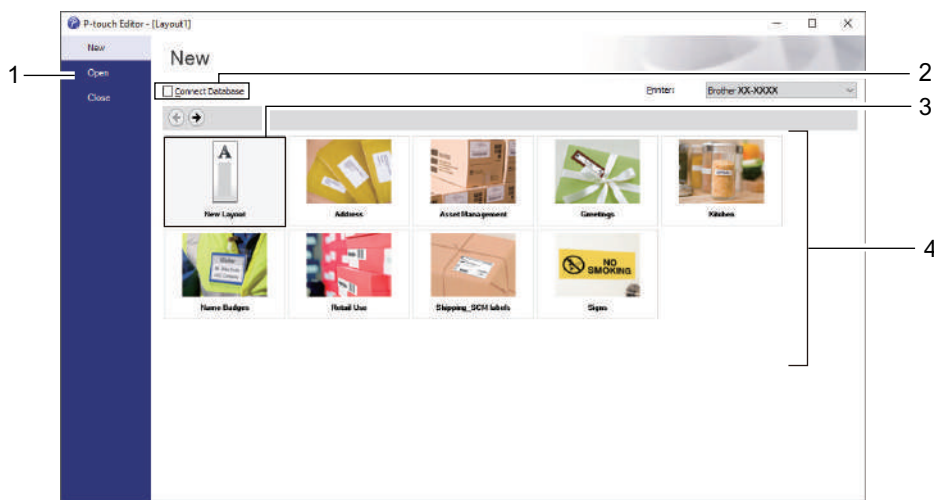 P-touch Editor - [Layout1]
New
New
1
Open
2
Connect Database
Printer:
Brother XX-XXXX
Close
3
A
New Layout
Address
Asset Management
Greetings
Kitchen
4
Visitor
NO
SMOKING
Name Badges
Retail Use
Shipping_SCM labels
Signs